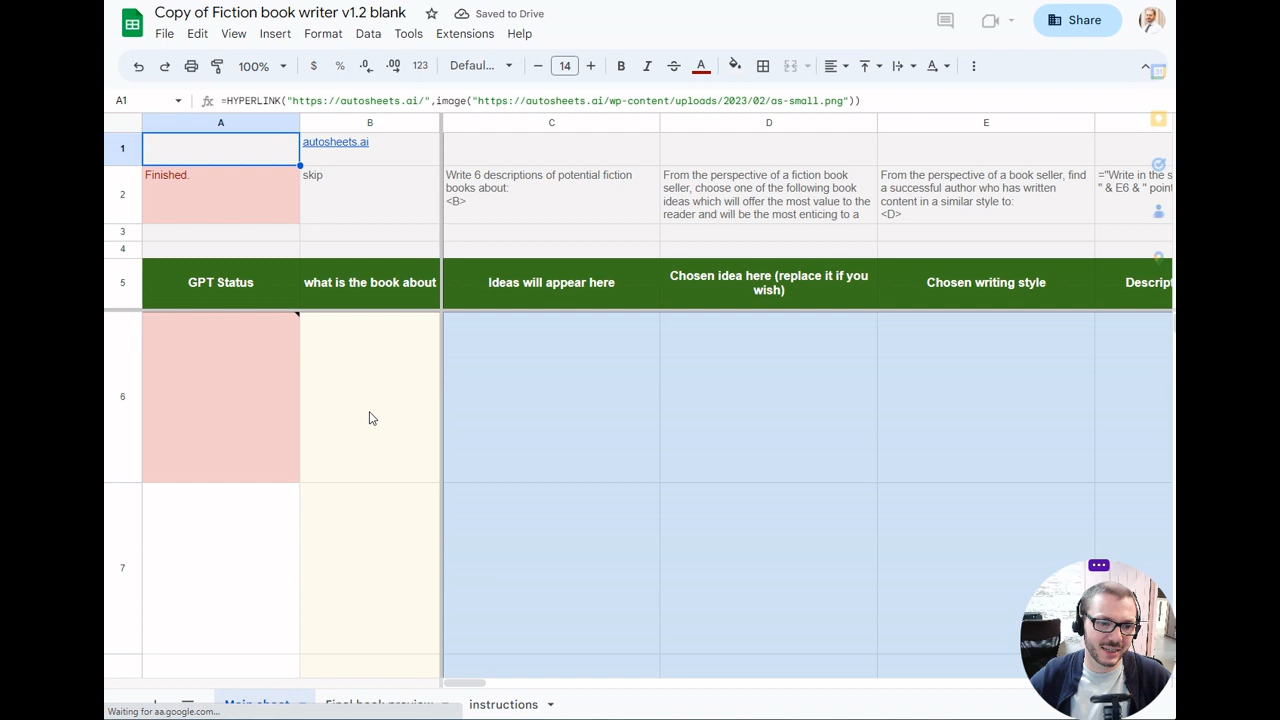 Copy of Fiction book writer v1.2 blank
Saved to Drive
File Edit View Insert Format Data Tools Extensions Help
Share
100% $ % .0 .00 123 Defaul... 14 B I S A
A1 fx =HYPERLINK("https://autosheets.ai/",image("https://autosheets.ai/wp-content/uploads/2023/02/as-small.png"))
A B C D E
1
autosheets.ai
2
Finished.
skip
Write 6 descriptions of potential fiction
books about:
<B>
From the perspective of a fiction book
seller, choose one of the following book
ideas which will offer the most value to the
reader and will be the most enticing to a
From the perspective of a book seller, find
a successful author who has written
content in a similar style to:
<D>
="Write in the s
" & E6 & " point
3
4
5
GPT Status
what is the book about
Ideas will appear here
Chosen idea here (replace it if you
wish)
Chosen writing style
Descript
6
7
Main sheet
Final book preview
instructions
Waiting for aa.google.com...